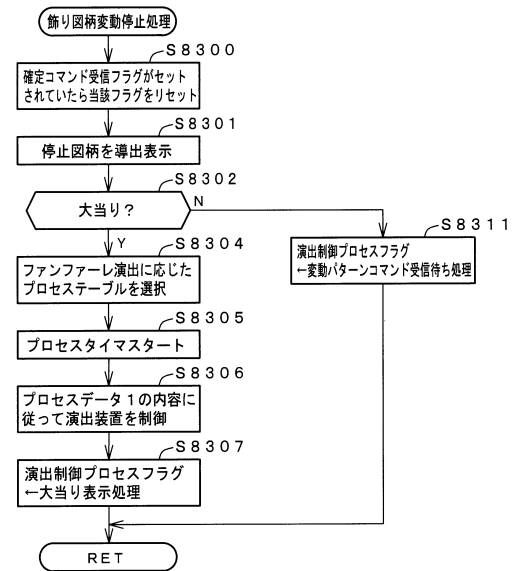 飾り図柄変動停止処理
S8300
確定コマンド受信フラグがセット
されていたら当該フラグをリセット
S8301
停止図柄を導出表示
S8302
大当り？
N
Y
S8304
ファンファーレ演出に応じた
プロセステーブルを選択
S8311
演出制御プロセスフラグ
←変動パターンコマンド受信待ち処理
S8305
プロセスタイマスタート
S8306
プロセスデータ1の内容に
従って演出装置を制御
S8307
演出制御プロセスフラグ
←大当り表示処理
RET